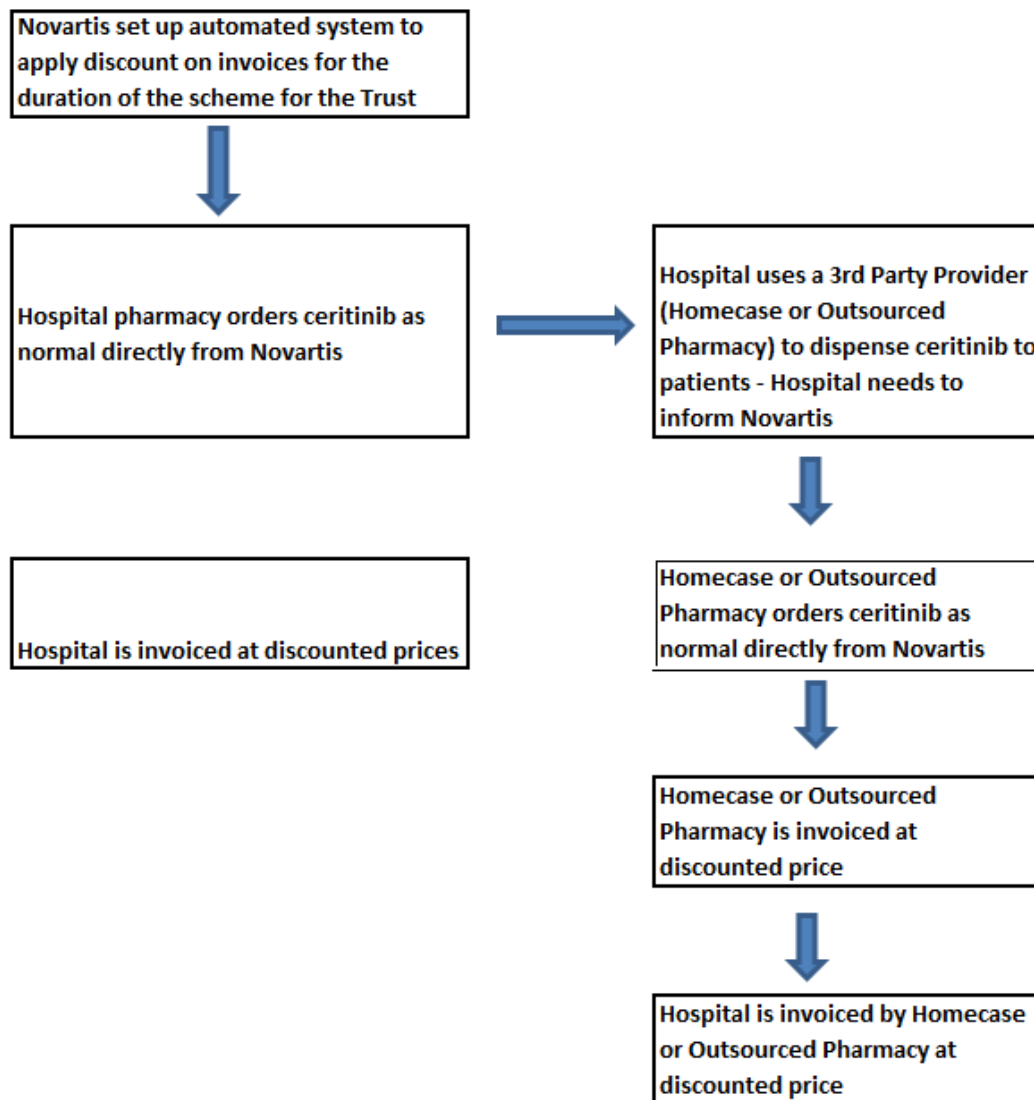 Novartis set up automated system to
apply discount on invoices for the
duration of the scheme for the Trust
Hospital pharmacy orders ceritinib as
normal directly from Novartis
Hospital uses a 3rd Party Provider
(Homecase or Outsourced
Pharmacy) to dispense ceritinib to
patients - Hospital needs to
inform Novartis
Hospital is invoiced at discounted prices
Homecase or Outsourced
Pharmacy orders ceritinib as
normal directly from Novartis
Homecase or Outsourced
Pharmacy is invoiced at
discounted price
Hospital is invoiced by Homecase
or Outsourced Pharmacy at
discounted price